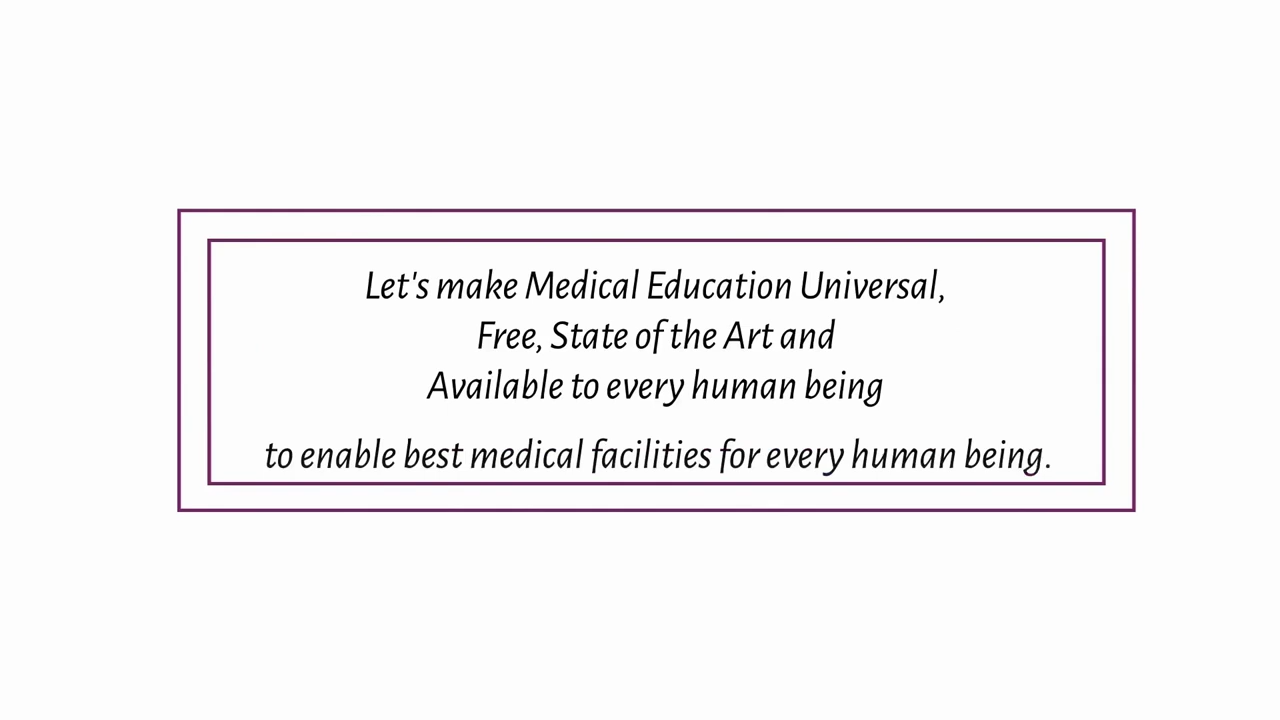 Let's make Medical Education Universal,
Free, State of the Art and
Available to every human being
to enable best medical facilities for every human being.